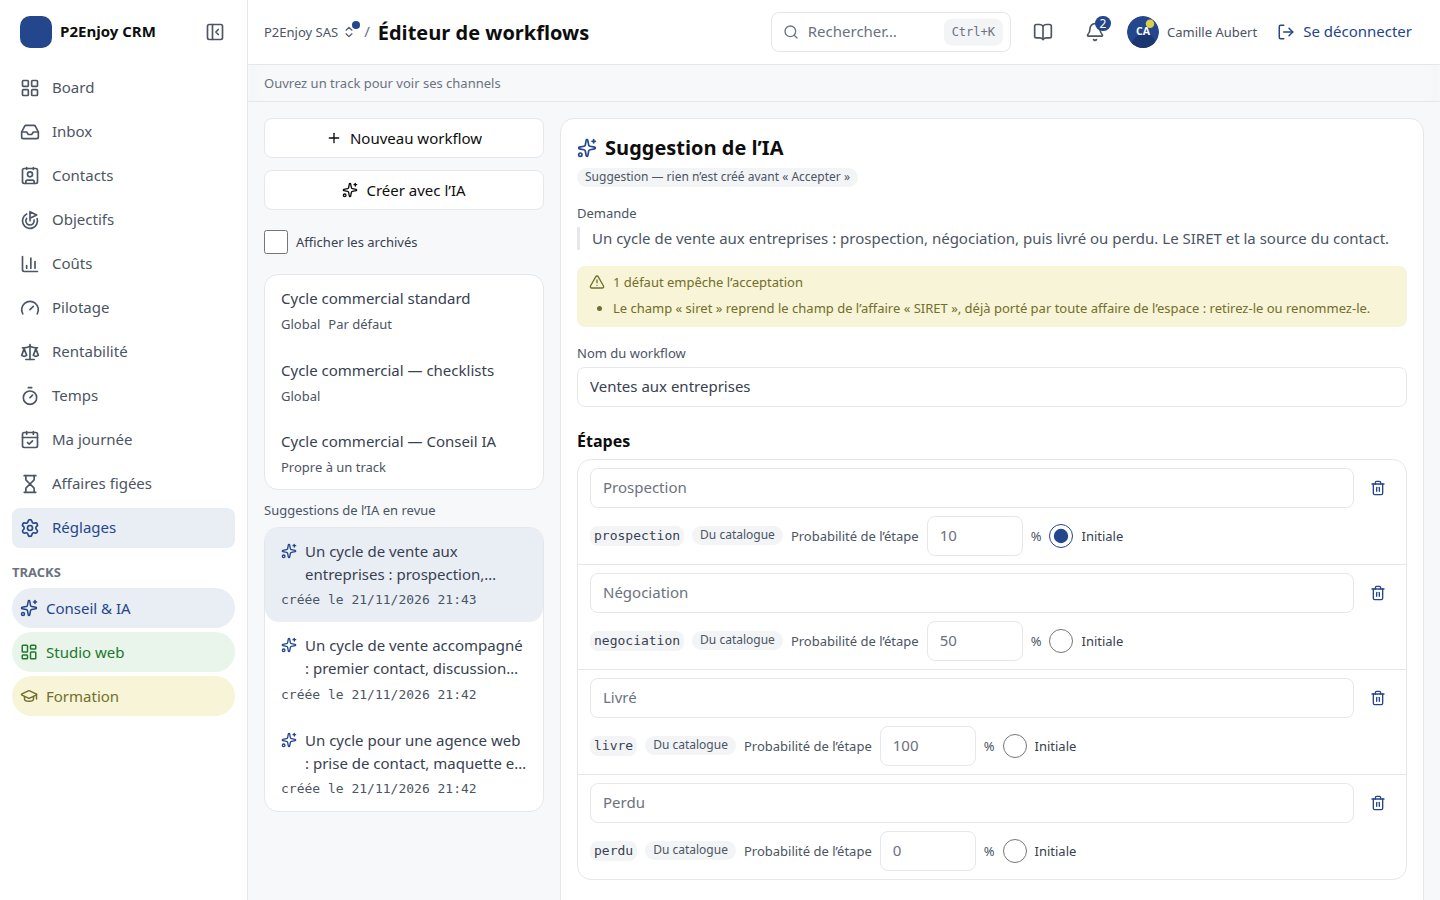 P2Enjoy CRM
Board
Inbox
Contacts
Objectifs
Coûts
Pilotage
Rentabilité
Temps
Ma journée
Affaires figées
Réglages
TRACKS
Conseil & IA
Studio web
Formation
P2Enjoy SAS / Éditeur de workflows
Rechercher... Ctrl+K
2
CA Camille Aubert
Se déconnecter
Ouvrez un track pour voir ses channels
Nouveau workflow
Créer avec l’IA
Afficher les archivés
Cycle commercial standard
Global Par défaut
Cycle commercial — checklists
Global
Cycle commercial — Conseil IA
Propre à un track
Suggestions de l’IA en revue
Un cycle de vente aux
entreprises : prospection,...
créée le 21/11/2026 21:43
Un cycle de vente accompagné
: premier contact, discussion...
créée le 21/11/2026 21:42
Un cycle pour une agence web
: prise de contact, maquette e...
créée le 21/11/2026 21:42
Suggestion de l’IA
Suggestion — rien n’est créé avant « Accepter »
Demande
Un cycle de vente aux entreprises : prospection, négociation, puis livré ou perdu. Le SIRET et la source du contact.
1 défaut empêche l’acceptation
• Le champ « siret » reprend le champ de l’affaire « SIRET », déjà porté par toute affaire de l’espace : retirez-le ou renommez-le.
Nom du workflow
Ventes aux entreprises
Étapes
Prospection
prospection Du catalogue Probabilité de l’étape 10 % Initiale
Négociation
negociation Du catalogue Probabilité de l’étape 50 % Initiale
Livré
livre Du catalogue Probabilité de l’étape 100 % Initiale
Perdu
perdu Du catalogue Probabilité de l’étape 0 % Initiale